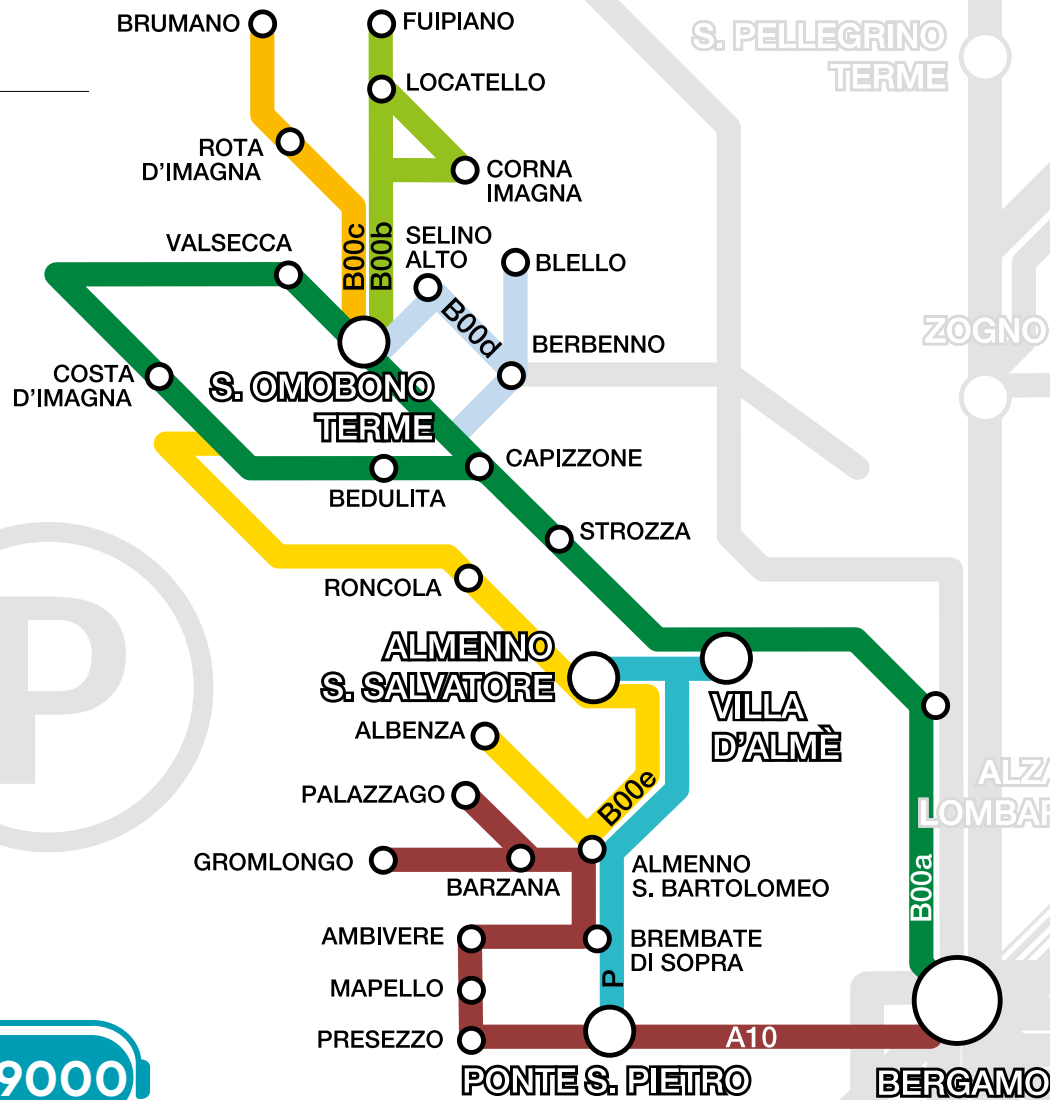 BRUMANO
FUIPIANO
S. PELLEGRINO
TERME
LOCATELLO
ROTA
D'IMAGNA
CORNA
IMAGNA
B00c
B00b
SELINO
ALTO
VALSECCA
BLELLO
B00d
ZOGNO
BERBENNO
COSTA
D'IMAGNA
S. OMOBONO
TERME
CAPIZZONE
BEDULITA
STROZZA
RONCOLA
P
ALMENNO
S. SALVATORE
VILLA
D'ALMÈ
ALBENZA
ALZA
LOMBAR
PALAZZAGO
B00e
GROMLONGO
BARZANA
ALMENNO
S. BARTOLOMEO
B00a
AMBIVERE
BREMBATE
DI SOPRA
MAPELLO
P
PRESEZZO
A10
9000
PONTE S. PIETRO
BERGAMO